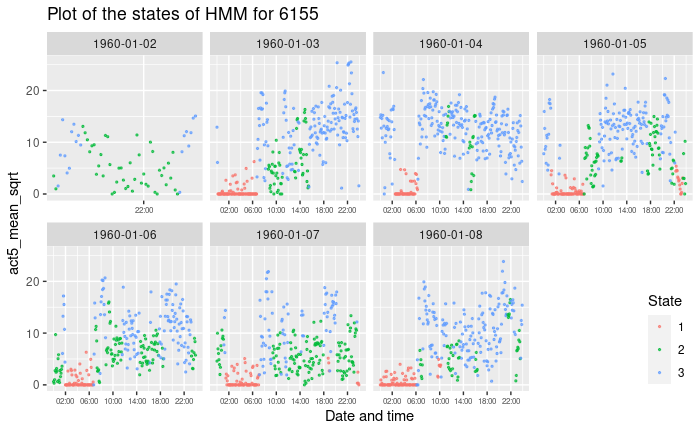 Plot of the states of HMM for 6155
1960-01-02 1960-01-03 1960-01-04 1960-01-05
20
10
0
22:00 02:00 06:00 10:00 14:00 18:00 22:00 02:00 06:00 10:00 14:00 18:00 22:00 02:00 06:00 10:00 14:00 18:00 22:00
act5_mean_sqrt
1960-01-06 1960-01-07 1960-01-08
20
10
0
02:00 06:00 10:00 14:00 18:00 22:00 02:00 06:00 10:00 14:00 18:00 22:00 02:00 06:00 10:00 14:00 18:00 22:00
Date and time
State
1
2
3